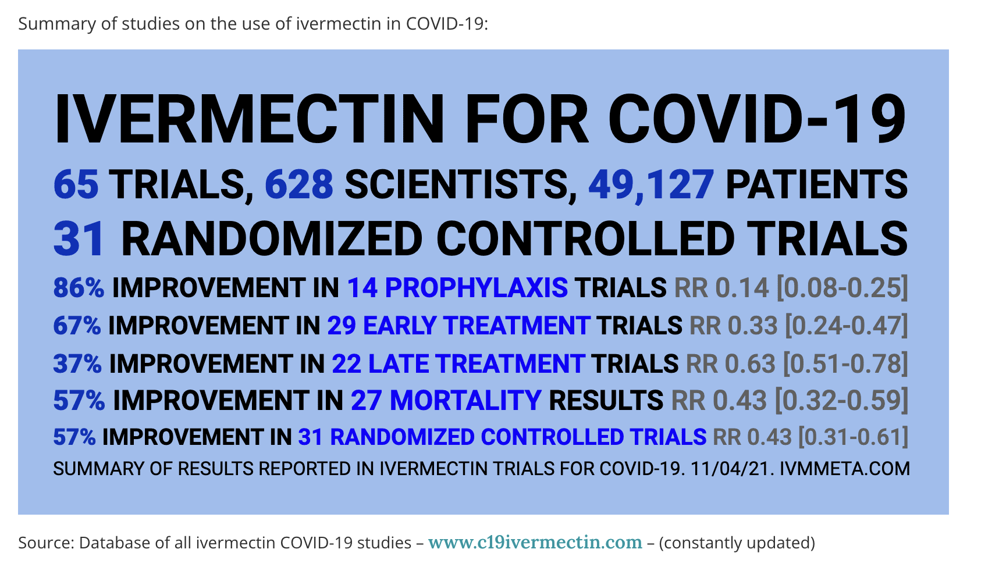 Summary of studies on the use of ivermectin in COVID-19:
IVERMECTIN FOR COVID-19
65 TRIALS, 628 SCIENTISTS, 49,127 PATIENTS
31 RANDOMIZED CONTROLLED TRIALS
86% IMPROVEMENT IN 14 PROPHYLAXIS TRIALS RR 0.14 [0.08-0.25]
67% IMPROVEMENT IN 29 EARLY TREATMENT TRIALS RR 0.33 [0.24-0.47]
37% IMPROVEMENT IN 22 LATE TREATMENT TRIALS RR 0.63 [0.51-0.78]
57% IMPROVEMENT IN 27 MORTALITY RESULTS RR 0.43 [0.32-0.59]
57% IMPROVEMENT IN 31 RANDOMIZED CONTROLLED TRIALS RR 0.43 [0.31-0.61]
SUMMARY OF RESULTS REPORTED IN IVERMECTIN TRIALS FOR COVID-19. 11/04/21. IVMMETA.COM
Source: Database of all ivermectin COVID-19 studies – www.c19ivermectin.com – (constantly updated)